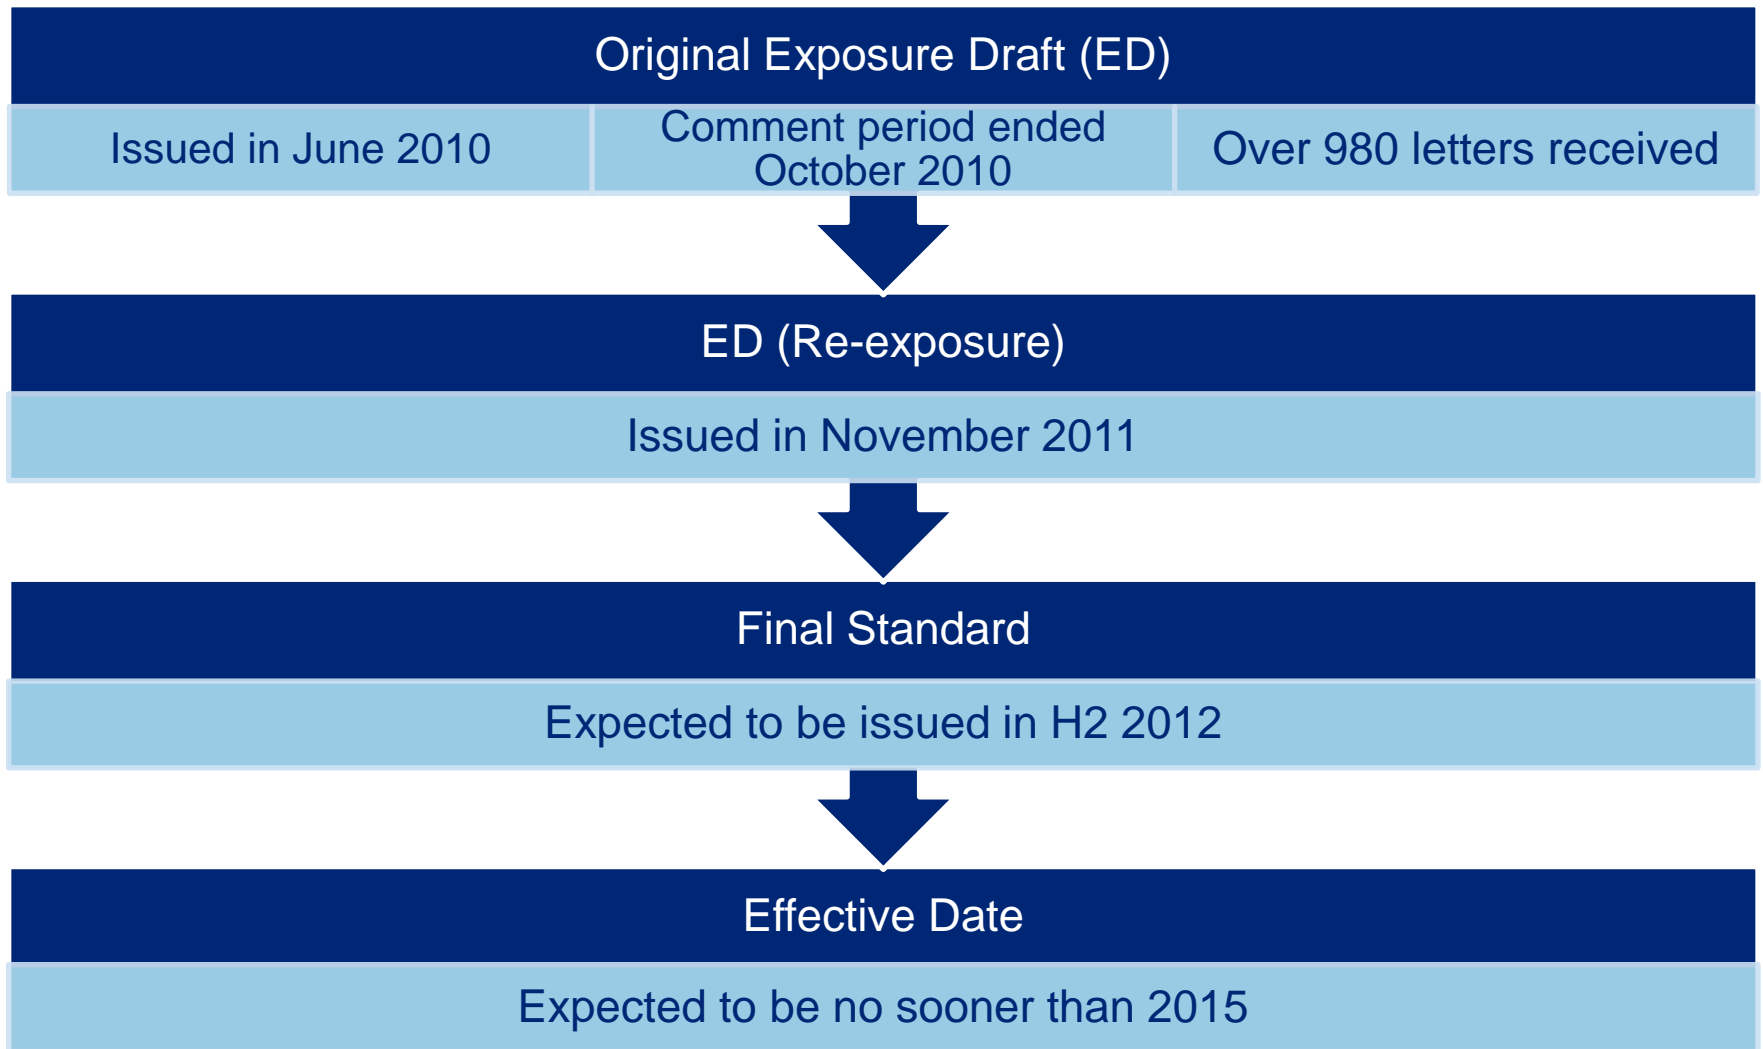 Original Exposure Draft (ED)
Issued in June 2010
Comment period ended
October 2010
Over 980 letters received
ED (Re-exposure)
Issued in November 2011
Final Standard
Expected to be issued in H2 2012
Effective Date
Expected to be no sooner than 2015